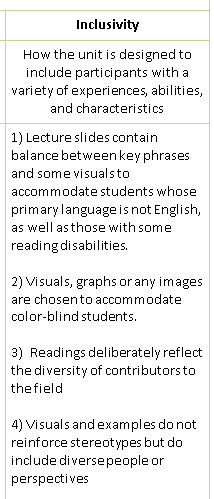 Inclusivity
How the unit is designed to
include participants with a
variety of experiences, abilities,
and characteristics
1) Lecture slides contain
balance between key phrases
and some visuals to
accommodate students whose
primary language is not English,
as well as those with some
reading disabilities.
2) Visuals, graphs or any images
are chosen to accommodate
color-blind students.
3) Readings deliberately reflect
the diversity of contributors to
the field
4) Visuals and examples do not
reinforce stereotypes but do
include diverse people or
perspectives